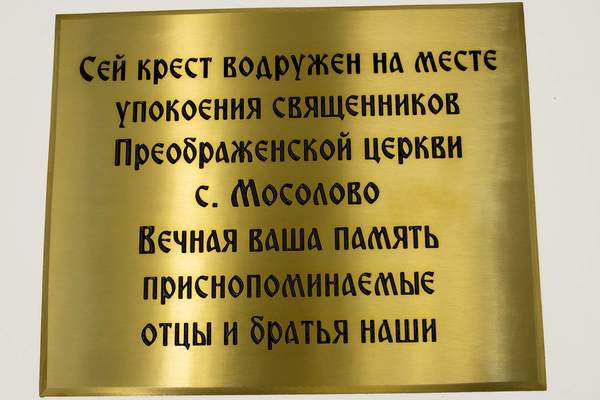 Сей крест водружен на месте
упокоения священников
Преображенской церкви
с. Мосолово
Вечная ваша память
приснопоминаемые
отцы и братья наши